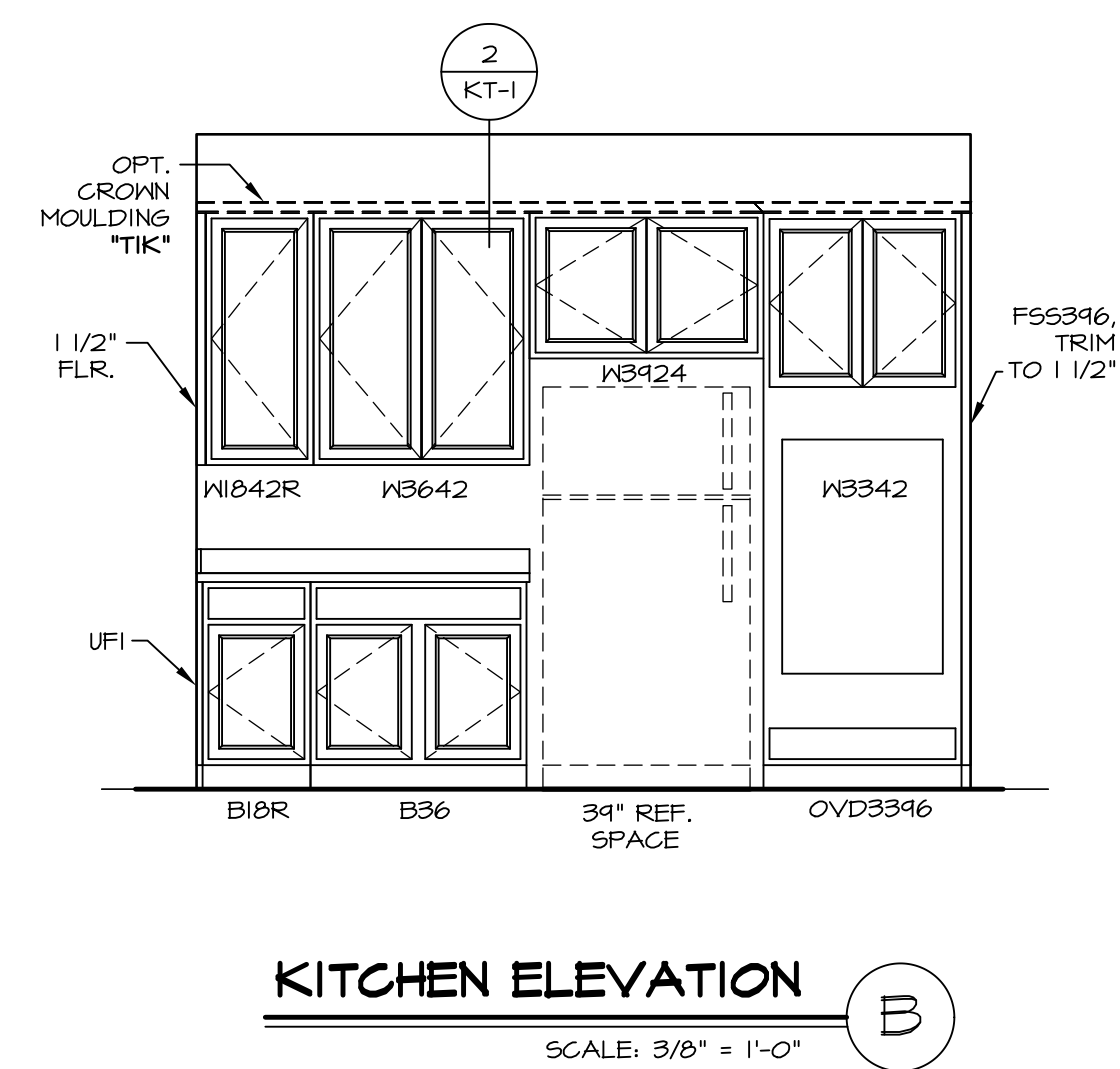 2
KT-1
OPT.
CROWN
MOULDING
"TIK"
1 1/2"
FLR.
FSS396,
TRIM
TO 1 1/2"
W3924
W1842R
W3642
W3342
UF1
B18R
B36
39" REF.
SPACE
OVD3396
KITCHEN ELEVATION
B
SCALE: 3/8" = 1'-0"